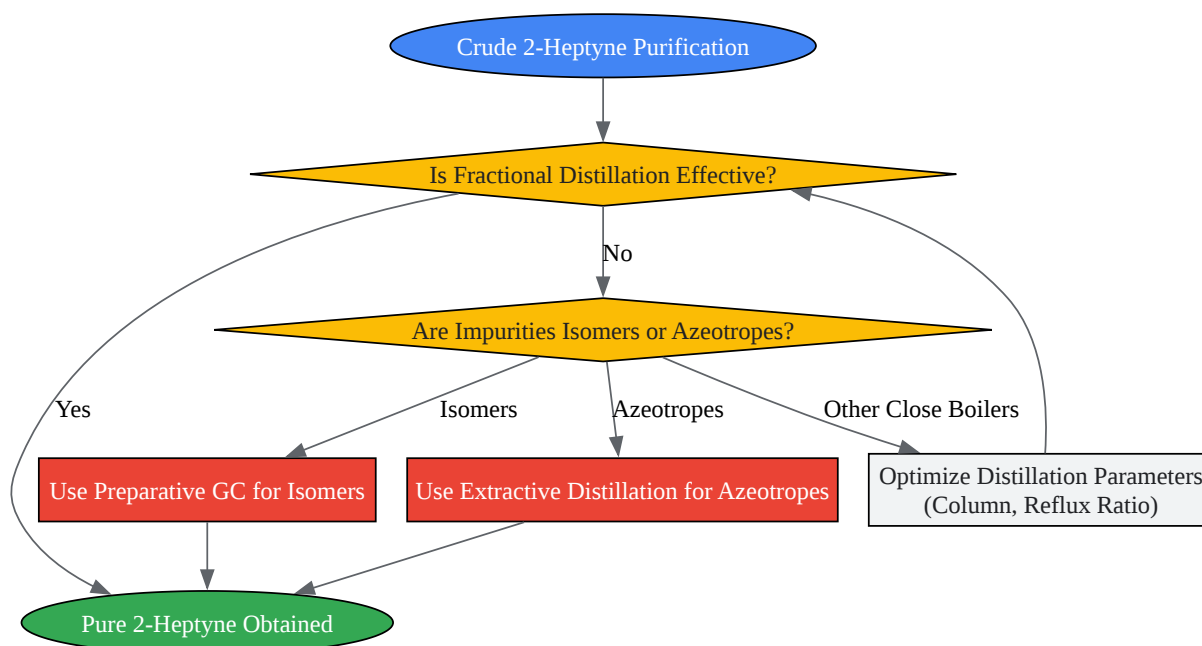 Crude 2-Heptyne Purification
Is Fractional Distillation Effective?
No
Are Impurities Isomers or Azeotropes?
Yes
Isomers
Azeotropes
Other Close Boilers
Use Preparative GC for Isomers
Use Extractive Distillation for Azeotropes
Optimize Distillation Parameters
(Column, Reflux Ratio)
Pure 2-Heptyne Obtained